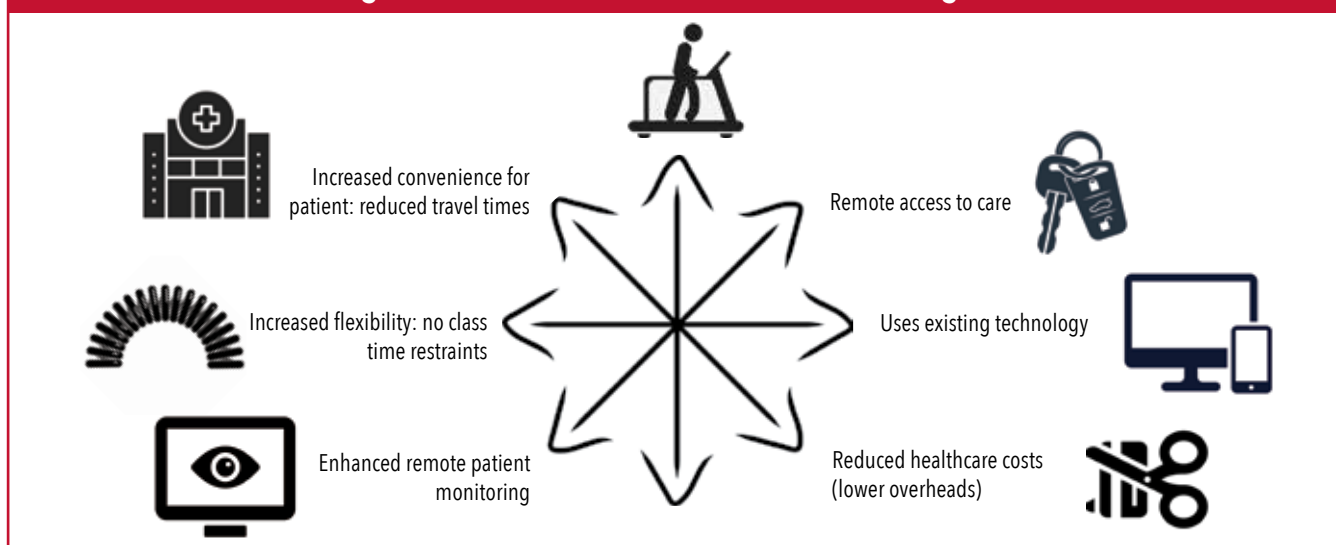 Increased convenience for
patient: reduced travel times
Remote access to care
Increased flexibility: no class
time restraints
Uses existing technology
Enhanced remote patient
monitoring
Reduced healthcare costs
(lower overheads)